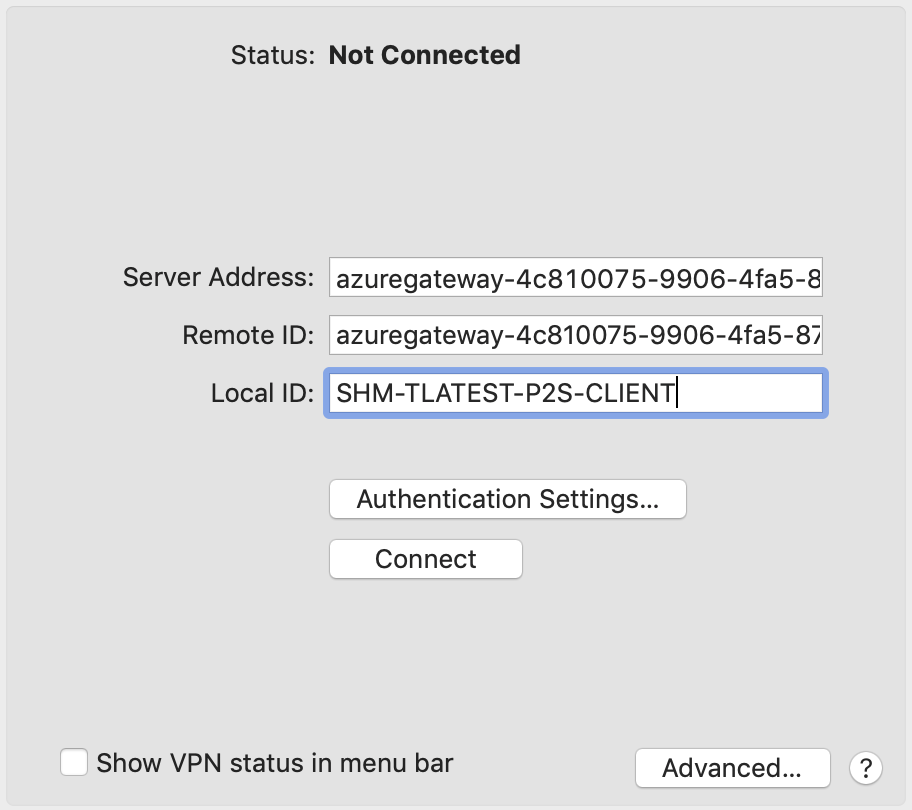 Status: Not Connected
Server Address: azuregateway-4c810075-9906-4fa5-8
Remote ID: azuregateway-4c810075-9906-4fa5-87
Local ID: SHM-TLATEST-P2S-CLIENT
Authentication Settings...
Connect
Show VPN status in menu bar
Advanced...
?